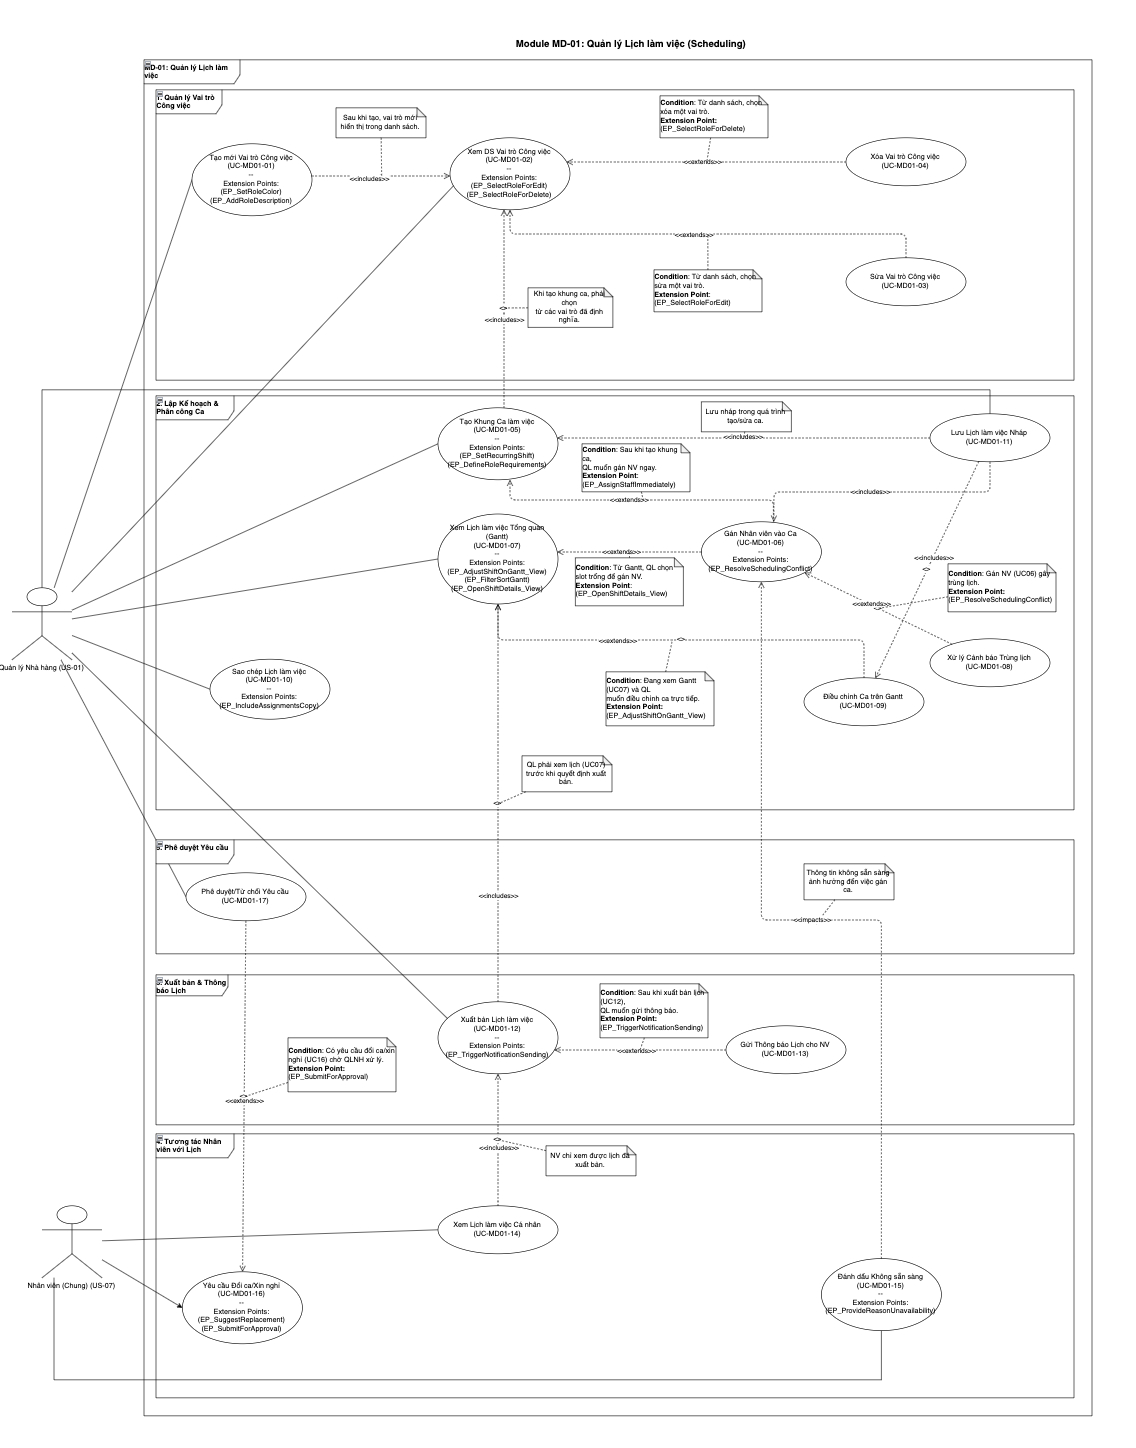 Module MD-01: Quản lý Lịch làm việc (Scheduling)
MD-01: Quản lý Lịch làm
việc
1. Quản lý Vai trò
Công việc
Sau khi tạo, vai trò mới
hiển thị trong danh sách.
Condition: Từ danh sách, chọn
xóa một vai trò.
Extension Point:
(EP_SelectRoleForDelete)
Tạo mới Vai trò Công việc
(UC-MD01-01)
--
Extension Points:
(EP_SetRoleColor)
(EP_AddRoleDescription)
<<includes>>
Xem DS Vai trò Công việc
(UC-MD01-02)
--
Extension Points:
(EP_SelectRoleForEdit)
(EP_SelectRoleForDelete)
<<extends>>
Xóa Vai trò Công việc
(UC-MD01-04)
<<extends>>
Condition: Từ danh sách, chọn
sửa một vai trò.
Extension Point:
(EP_SelectRoleForEdit)
Sửa Vai trò Công việc
(UC-MD01-03)
Khi tạo khung ca, phải
chọn
từ các vai trò đã định
nghĩa.
<<includes>>
2. Lập Kế hoạch &
Phân công Ca
Tạo Khung Ca làm việc
(UC-MD01-05)
--
Extension Points:
(EP_SetRecurringShift)
(EP_DefineRoleRequirements)
Lưu nháp trong quá trình
tạo/sửa ca.
<<includes>>
Lưu Lịch làm việc Nháp
(UC-MD01-11)
Condition: Sau khi tạo khung
ca,
QL muốn gán NV ngay.
Extension Point:
(EP_AssignStaffImmediately)
<<extends>>
<<includes>>
Xem Lịch làm việc Tổng quan
(Gantt)
(UC-MD01-07)
--
Extension Points:
(EP_AdjustShiftOnGantt_View)
(EP_FilterSortGantt)
(EP_OpenShiftDetails_View)
<<extends>>
Condition: Từ Gantt, QL chọn
slot trống để gán NV.
Extension Point:
(EP_OpenShiftDetails_View)
Gán Nhân viên vào Ca
(UC-MD01-06)
--
Extension Points:
(EP_ResolveSchedulingConflict)
<<includes>>
Condition: Gán NV (UC06) gây
trùng lịch.
Extension Point:
(EP_ResolveSchedulingConflict)
<<extends>>
Xử lý Cảnh báo Trùng lịch
(UC-MD01-08)
<<extends>>
Quản lý Nhà hàng (US-01)
Sao chép Lịch làm việc
(UC-MD01-10)
--
Extension Points:
(EP_IncludeAssignmentsCopy)
Condition: Đang xem Gantt
(UC07) và QL
muốn điều chỉnh ca trực tiếp.
Extension Point:
(EP_AdjustShiftOnGantt_View)
Điều chỉnh Ca trên Gantt
(UC-MD01-09)
QL phải xem lịch (UC07)
trước khi quyết định xuất
bản.
Phê duyệt Yêu cầu
Phê duyệt/Từ chối Yêu cầu
(UC-MD01-17)
<<includes>>
Thông tin không sẵn sàng
ảnh hưởng đến việc gán
ca.
<<impacts>>
Xuất bản & Thông
báo Lịch
Condition: Sau khi xuất bản lịch
(UC12),
QL muốn gửi thông báo.
Extension Point:
(EP_TriggerNotificationSending)
Xuất bản Lịch làm việc
(UC-MD01-12)
--
Extension Points:
(EP_TriggerNotificationSending)
<<extends>>
Gửi Thông báo Lịch cho NV
(UC-MD01-13)
Condition: Có yêu cầu đổi ca/xin
nghỉ (UC16) chờ QLNH xử lý.
Extension Point:
(EP_SubmitForApproval)
<<extends>>
4. Tương tác Nhân
viên với Lịch
<<includes>>
NV chỉ xem được lịch đã
xuất bản.
Xem Lịch làm việc Cá nhân
(UC-MD01-14)
Nhân viên (Chung) (US-07)
Yêu cầu Đổi ca/Xin nghỉ
(UC-MD01-16)
--
Extension Points:
(EP_SuggestReplacement)
(EP_SubmitForApproval)
Đánh dấu Không sẵn sàng
(UC-MD01-15)
--
Extension Points:
(EP_ProvideReasonUnavailability)